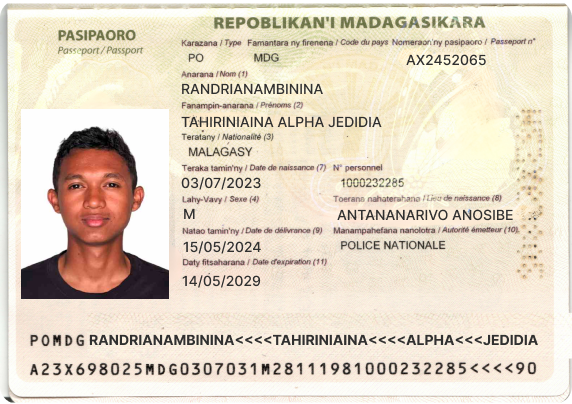 REPOBLIKAN'I MADAGASIKARA
PASIPAORO
Passeport / Passport
Karazana / Type Famantara ny firenena / Code du pays Nomeraon'ny pasipaoro / Passeport n°
PO MDG AX2452065
Anarana / Nom (1)
RANDRIANAMBININA
Fanampin-anarana / Prénoms (2)
TAHIRINIAINA ALPHA JEDIDIA
Teratany / Nationalité (3)
MALAGASY
Teraka tamin'ny / Date de naissance (7) N° personnel
03/07/2023 1000232285
Lahy-Vavy / Sexe (4) Toerana nahaterahana / Lieu de naissance (8)
M ANTANANARIVO ANOSIBE
Natao tamin'ny / Date de délivrance (9) Manampahefana nanolotra / Autorité émetteur (10)
15/05/2024 POLICE NATIONALE
Daty fitsaharana / Date d'expiration (11)
14/05/2029
POMDGRANDRIANAMBININA<<<<TAHIRINIAINA<<<<ALPHA<<<JEDIDIA
A23X698025MDG0307031M28111981000232285<<<<90